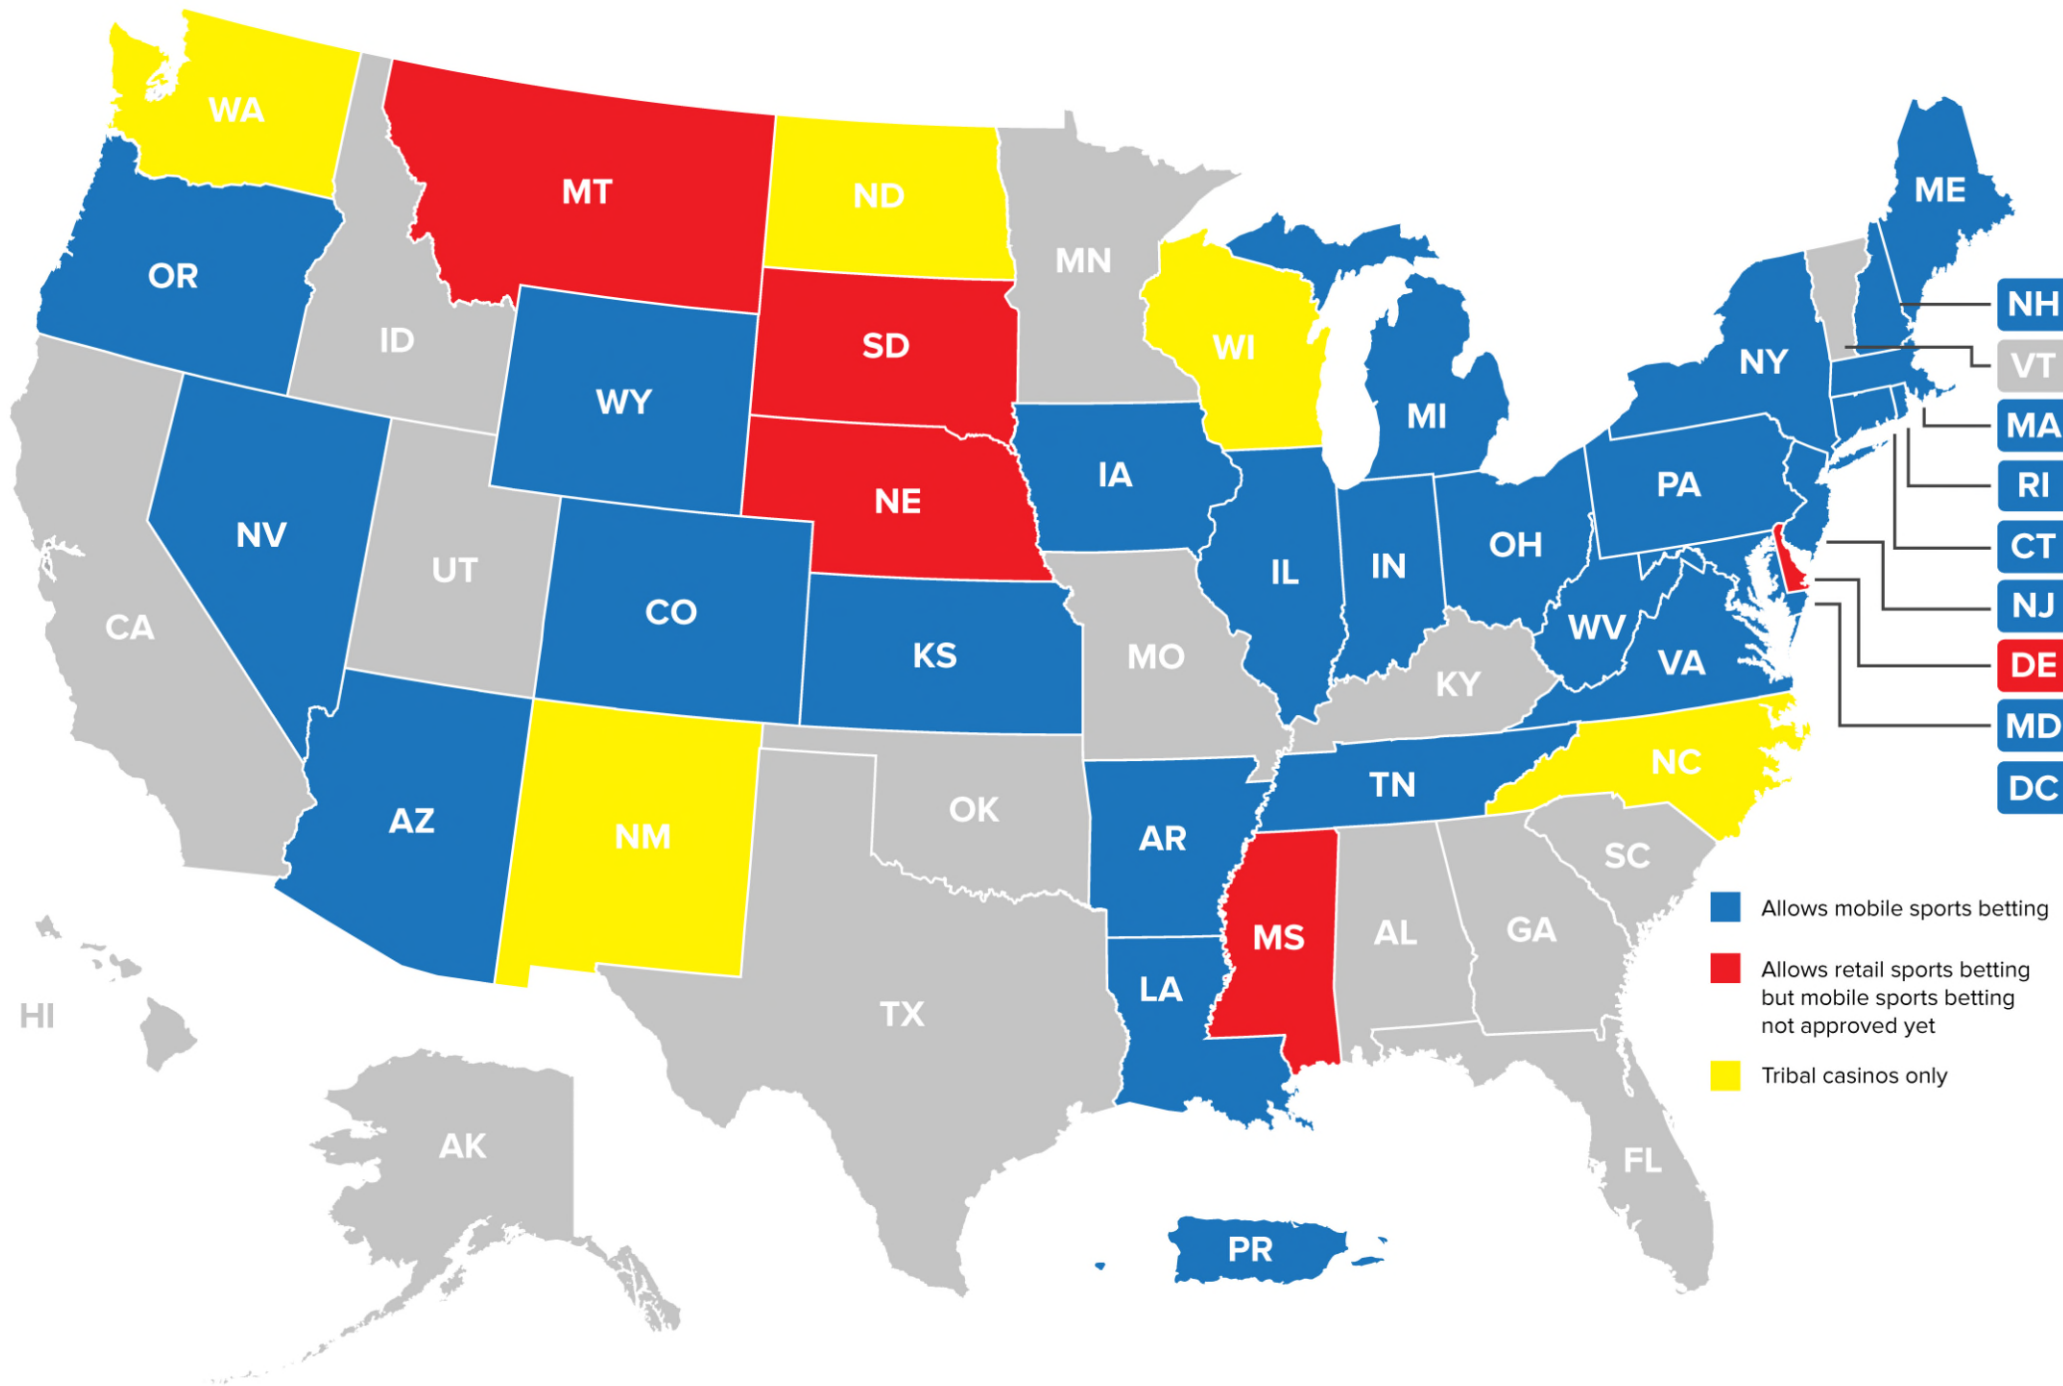 WA
MT
ND
MN
ME
OR
ID
SD
WI
NH
WY
NY
VT
MI
MA
IA
NE
PA
RI
NV
UT
IL
IN
OH
CT
CO
WV
NJ
CA
KS
MO
KY
VA
DE
MD
NC
TN
DC
AZ
NM
OK
AR
SC
MS
AL
GA
Allows mobile sports betting
LA
HI
TX
Allows retail sports betting
but mobile sports betting
not approved yet
Tribal casinos only
AK
FL
PR